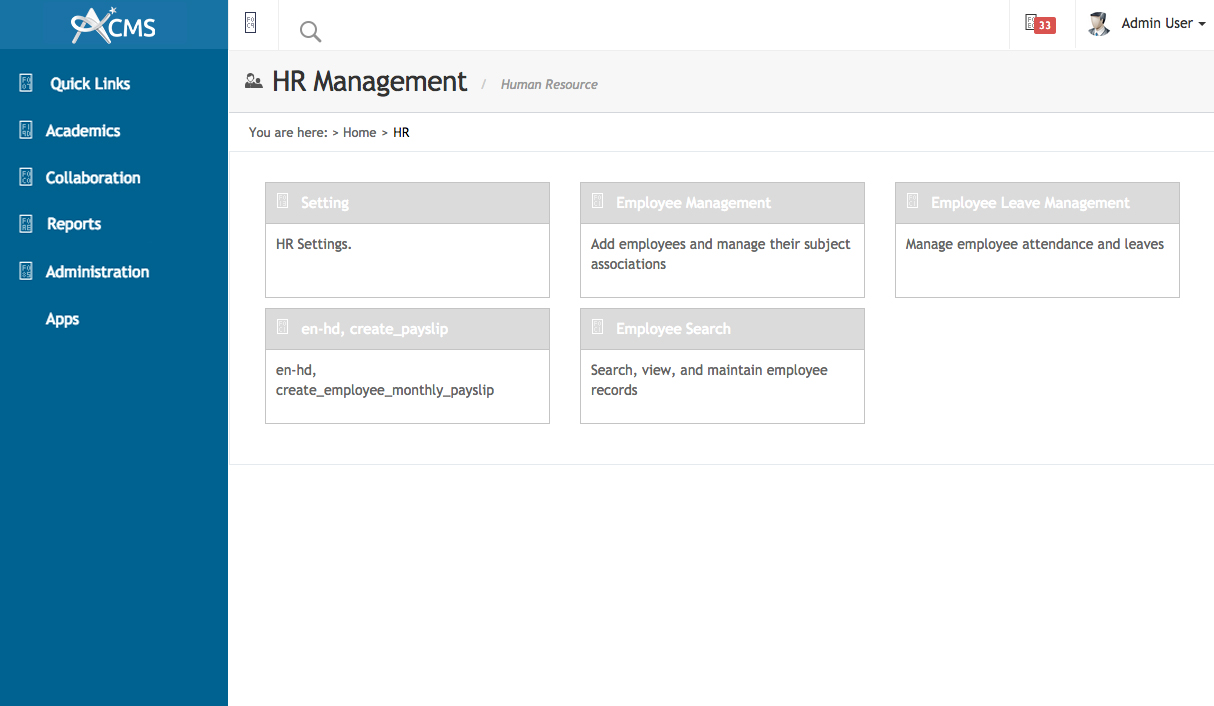 ACMS
33
Admin User
Quick Links
Academics
Collaboration
Reports
Administration
Apps
HR Management / Human Resource
You are here: > Home > HR
Setting
HR Settings.
Employee Management
Add employees and manage their subject
associations
Employee Leave Management
Manage employee attendance and leaves
en-hd, create_payslip
en-hd,
create_employee_monthly_payslip
Employee Search
Search, view, and maintain employee
records